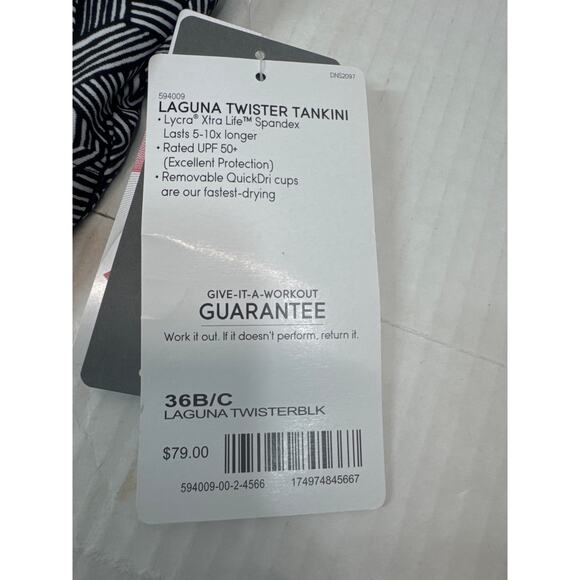 DNS2097
594009
LAGUNA TWISTER TANKINI
• Lycra® Xtra Life™ Spandex
Lasts 5-10x longer
• Rated UPF 50+
(Excellent Protection)
• Removable QuickDri cups
are our fastest-drying
GIVE-IT-A-WORKOUT
GUARANTEE
Work it out. If it doesn't perform, return it.
36B/C
LAGUNA TWISTERBLK
$79.00
594009-00-2-4566 174974845667